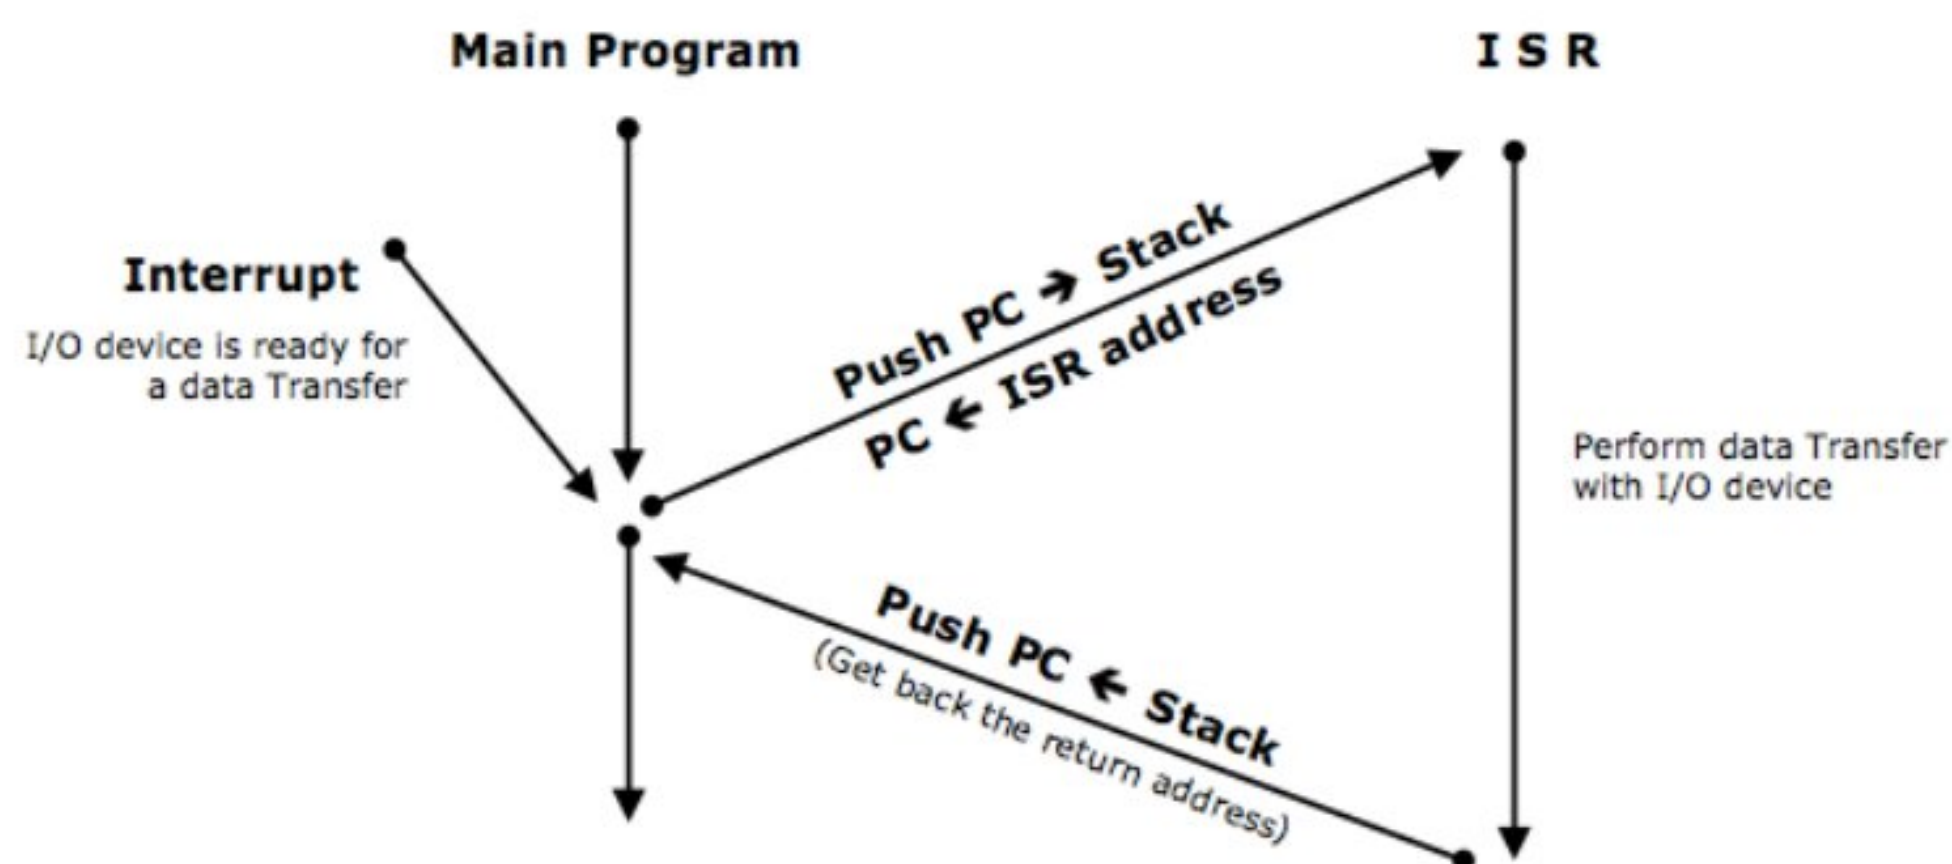 Main Program
I S R
Interrupt
I/O device is ready for
a data Transfer
Push PC → Stack
PC ← ISR address
Perform data Transfer
with I/O device
Push PC ← Stack
(Get back the return address)